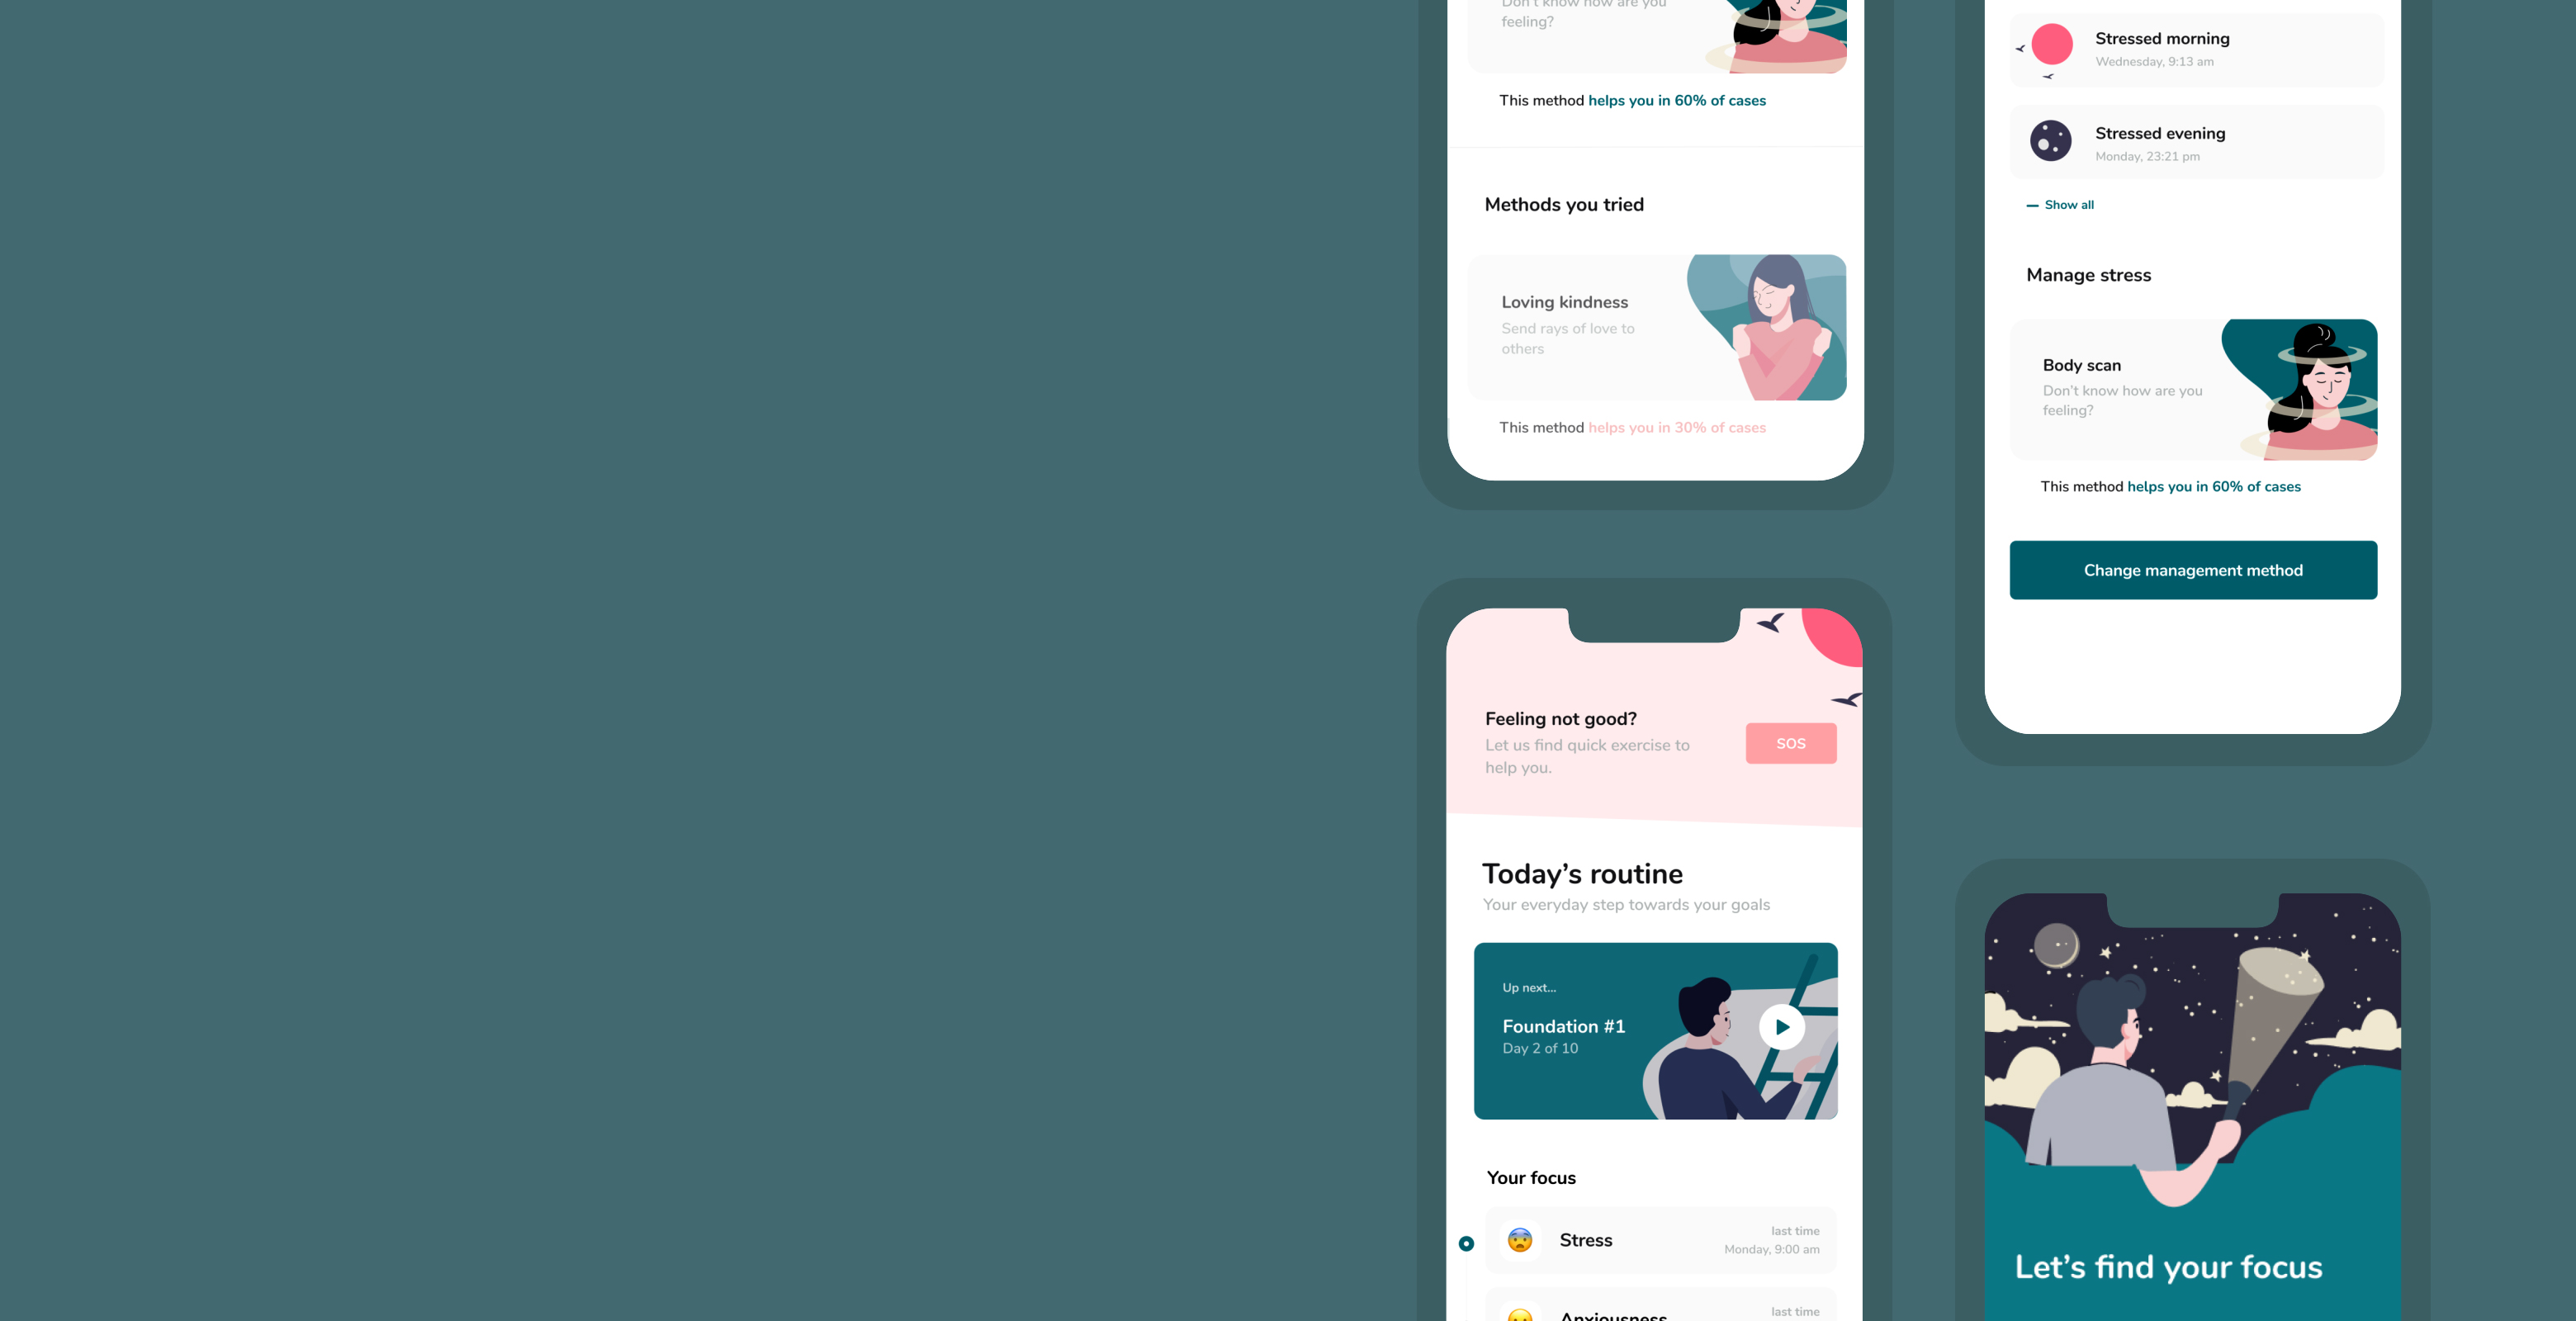 Don't know how are you
feeling?
This method helps you in 60% of cases
Methods you tried
Loving kindness
Send rays of love to
others
This method helps you in 30% of cases
Feeling not good?
Let us find quick exercise to
help you.
SOS
Today's routine
Your everyday step towards your goals
Up next...
Foundation #1
Day 2 of 10
Your focus
Stress
last time
Monday, 9:00 am
Anxiousness
last time
Stressed morning
Wednesday, 9:13 am
Stressed evening
Monday, 23:21 pm
Show all
Manage stress
Body scan
Don't know how are you
feeling?
This method helps you in 60% of cases
Change management method
Let's find your focus